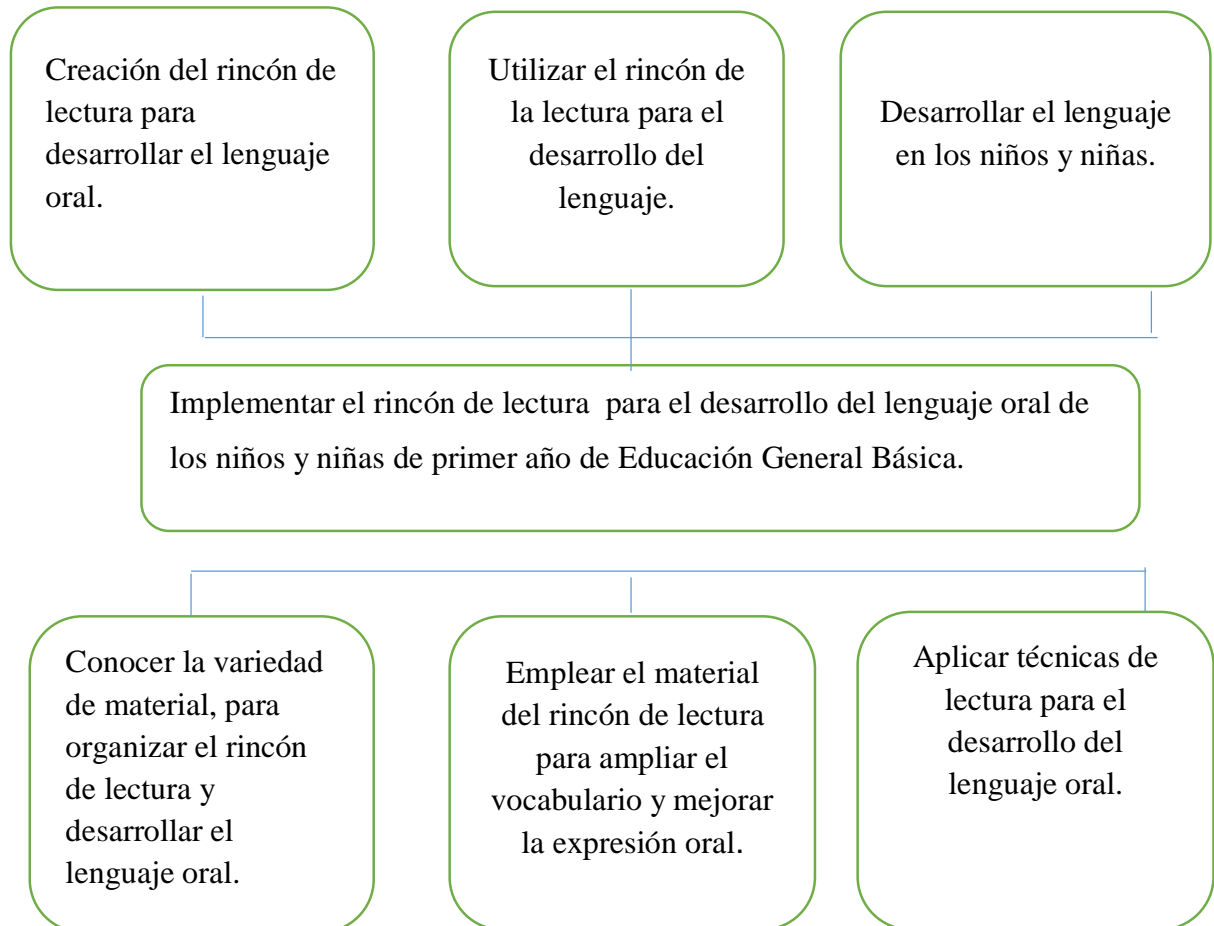 Creación del rincón de
lectura para
desarrollar el lenguaje
oral.
Utilizar el rincón de
la lectura para el
desarrollo del
lenguaje.
Desarrollar el lenguaje
en los niños y niñas.
Implementar el rincón de lectura para el desarrollo del lenguaje oral de
los niños y niñas de primer año de Educación General Básica.
Conocer la variedad
de material, para
organizar el rincón
de lectura y
desarrollar el
lenguaje oral.
Emplear el material
del rincón de lectura
para ampliar el
vocabulario y mejorar
la expresión oral.
Aplicar técnicas de
lectura para el
desarrollo del
lenguaje oral.